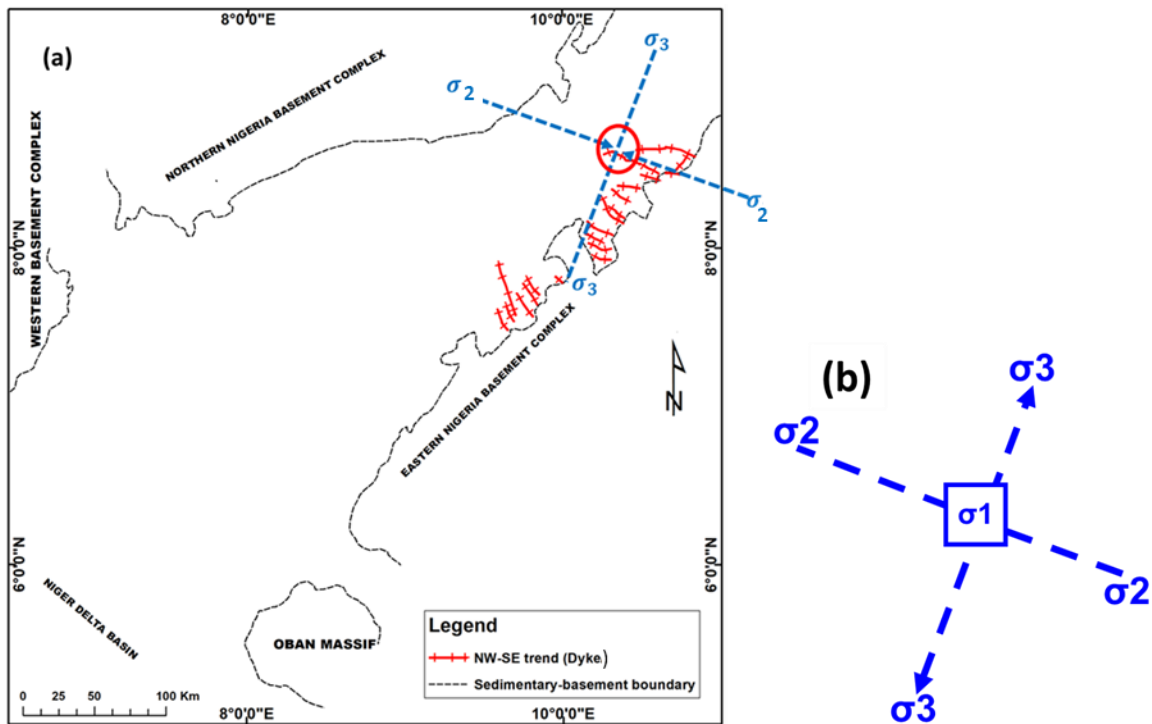 8°0'0"E
10°0'0"E
(a)
σ3
σ2
NORTHERN NIGERIA BASEMENT COMPLEX
WESTERN BASEMENT COMPLEX
σ2
8°0'0"N
8°0'0"N
σ3
EASTERN NIGERIA BASEMENT COMPLEX
N
(b)
σ3
σ2
σ1
σ2
σ3
6°0'0"N
6°0'0"N
NIGER DELTA BASIN
OBAN MASSIF
Legend
NW-SE trend (Dyke)
Sedimentary-basement boundary
0 25 50 100 Km
8°0'0"E
10°0'0"E